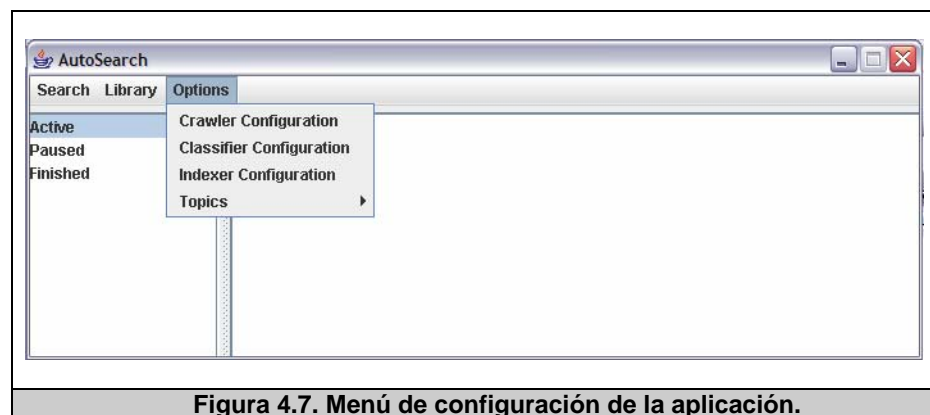 AutoSearch
Search Library Options
Active
Paused
Finished
Crawler Configuration
Classifier Configuration
Indexer Configuration
Topics
Figura 4.7. Menú de configuración de la aplicación.